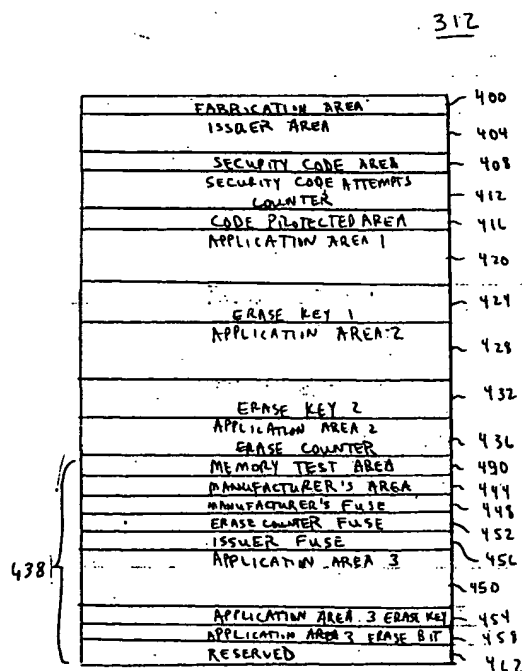 312
FABRICATION AREA 400
ISSUER AREA 404
SECURITY CODE AREA 408
SECURITY CODE ATTEMPTS
COUNTER 412
CODE PROTECTED AREA 416
APPLICATION AREA 1 420
ERASE KEY 1 424
APPLICATION AREA 2 428
ERASE KEY 2 432
APPLICATION AREA 2
ERASE COUNTER 436
MEMORY TEST AREA 490
MANUFACTURER'S AREA 444
MANUFACTURER'S FUSE 448
ERASE COUNTER FUSE 452
ISSUER FUSE 456
APPLICATION AREA 3 450
438
APPLICATION AREA 3 ERASE KEY 454
APPLICATION AREA 3 ERASE BIT 458
RESERVED 462